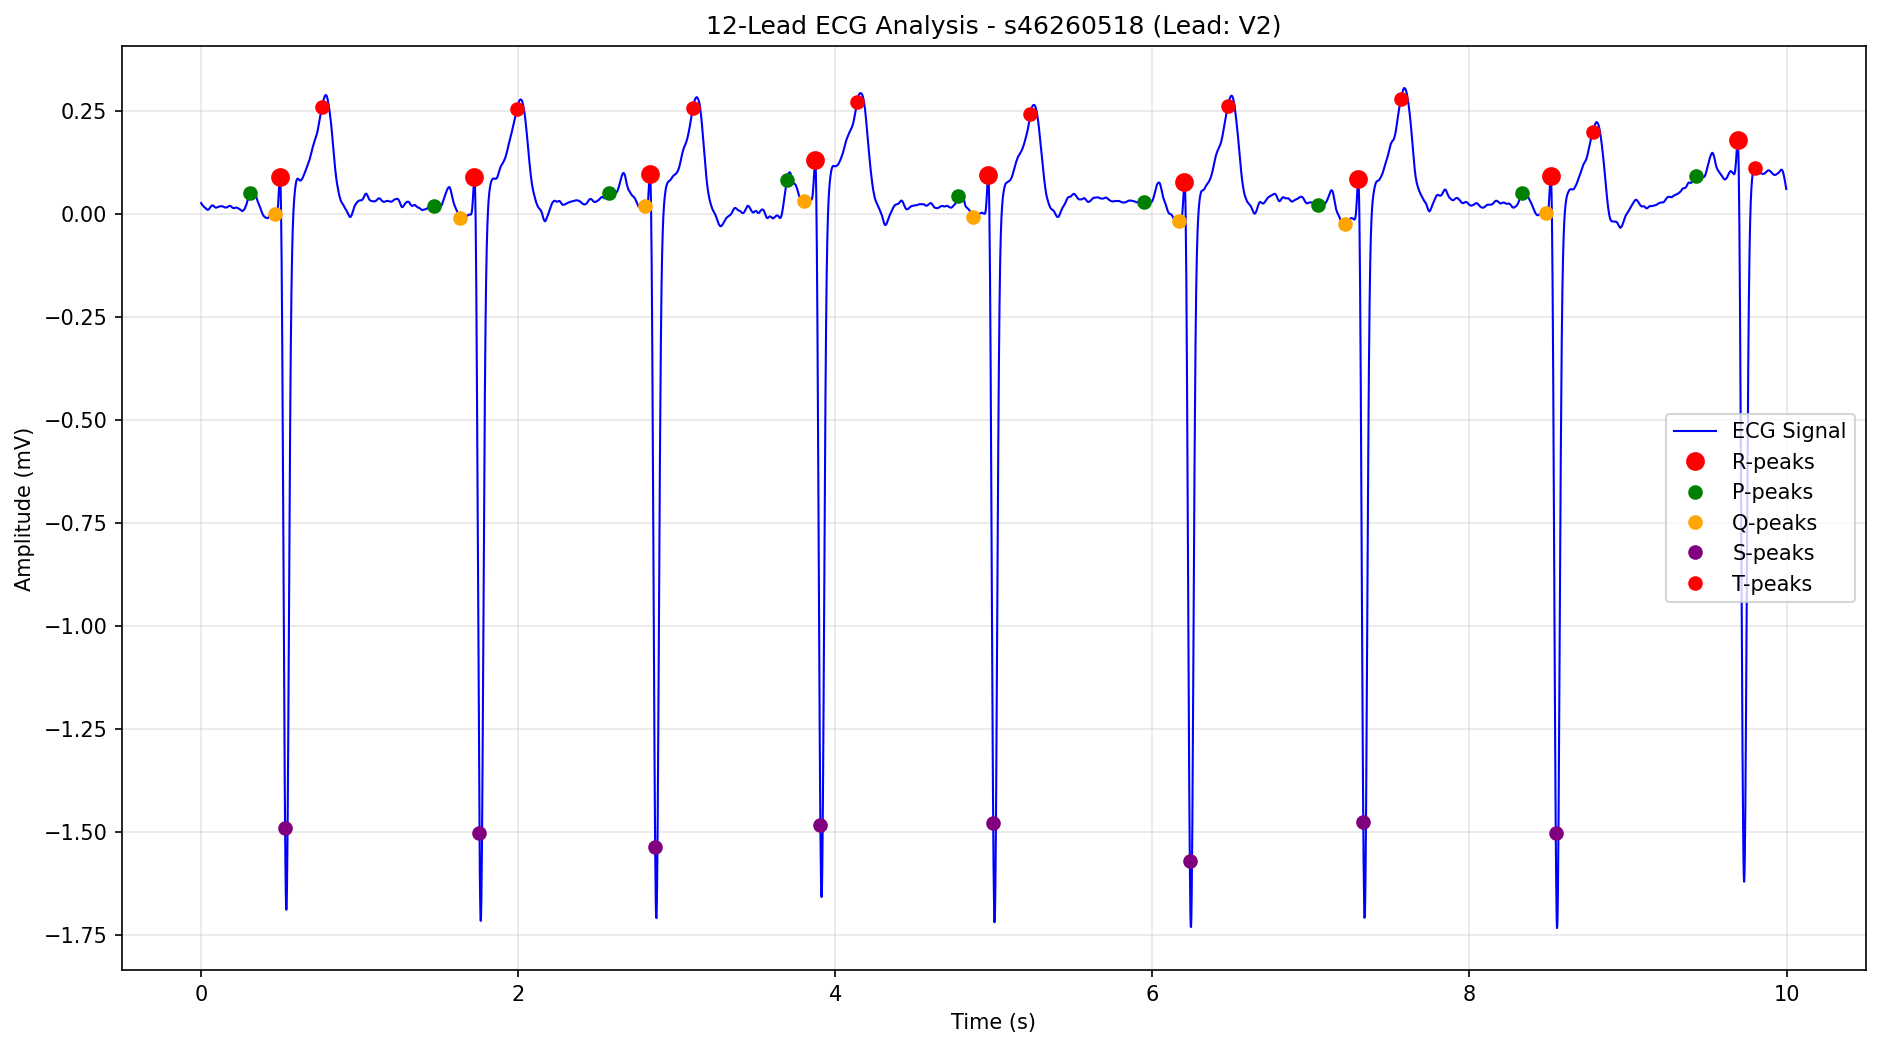 12-Lead ECG Analysis - s46260518 (Lead: V2)
Amplitude (mV)
0.25
0.00
−0.25
−0.50
−0.75
−1.00
−1.25
−1.50
−1.75
ECG Signal
R-peaks
P-peaks
Q-peaks
S-peaks
T-peaks
0 2 4 6 8 10
Time (s)